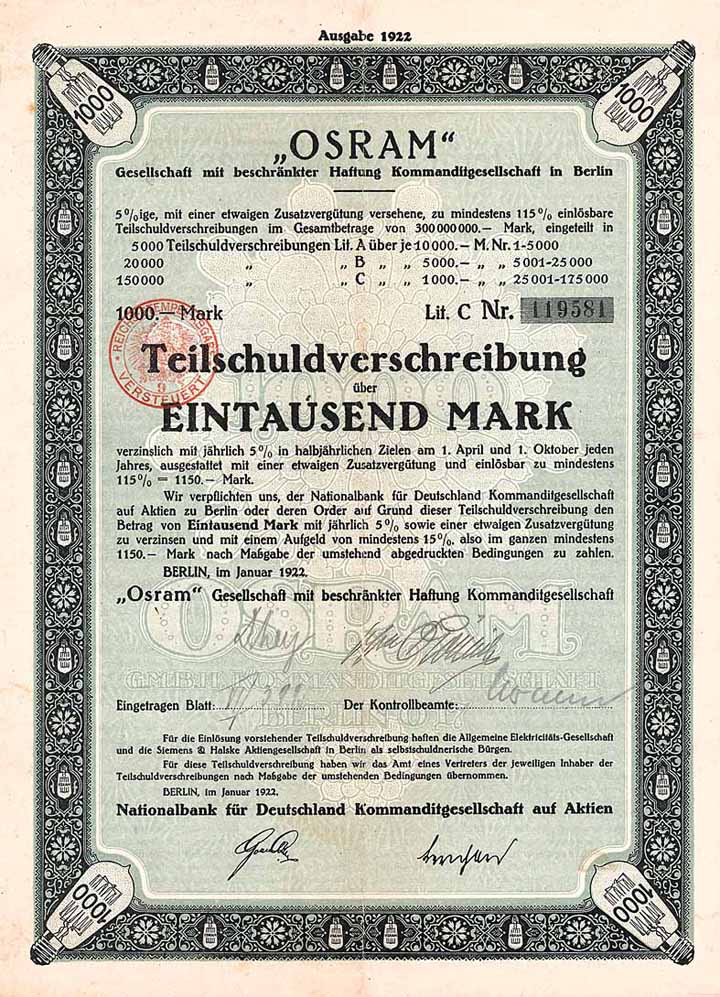 Ausgabe 1922
1000
1000
„OSRAM“
Gesellschaft mit beschränkter Haftung Kommanditgesellschaft in Berlin
5%ige, mit einer etwaigen Zusatzvergütung versehene, zu mindestens 115% einlösbare
Teilschuldverschreibungen im Gesamtbetrage von 300000000.— Mark, eingeteilt in
5000 Teilschuldverschreibungen Lit. A über je 10000.— M. Nr. 1-5000
20000 „ „ B „ „ 5000.— „ „ 5001-25000
150000 „ „ C „ „ 1000.— „ „ 25001-175000
1000.— Mark Lit. C Nr. 119581
VERSTEUERT
9
Teilschuldverschreibung
über
EINTAUSEND MARK
verzinslich mit jährlich 5% in halbjährlichen Zielen am 1. April und 1. Oktober jeden
Jahres, ausgestattet mit einer etwaigen Zusatzvergütung und einlösbar zu mindestens
115% = 1150.— Mark.
Wir verpflichten uns, der Nationalbank für Deutschland Kommanditgesellschaft
auf Aktien zu Berlin oder deren Order auf Grund dieser Teilschuldverschreibung den
Betrag von Eintausend Mark mit jährlich 5% sowie einer etwaigen Zusatzvergütung
zu verzinsen und mit einem Aufgeld von mindestens 15%, also im ganzen mindestens
1150.— Mark nach Maßgabe der umstehend abgedruckten Bedingungen zu zahlen.
BERLIN, im Januar 1922.
„Osram“ Gesellschaft mit beschränkter Haftung Kommanditgesellschaft
OSRAM
G.M.B.H. KOMMANDITGESELLSCHAFT
BERLIN
Eingetragen Blatt: Der Kontrollbeamte:
Für die Einlösung vorstehender Teilschuldverschreibung haften die Allgemeine Elektricitäts-Gesellschaft
und die Siemens & Halske Aktiengesellschaft in Berlin als selbstschuldnerische Bürgen.
Für diese Teilschuldverschreibung haben wir das Amt eines Vertreters der jeweiligen Inhaber der
Teilschuldverschreibungen nach Maßgabe der umstehenden Bedingungen übernommen.
BERLIN, im Januar 1922.
Nationalbank für Deutschland Kommanditgesellschaft auf Aktien
1000
1000